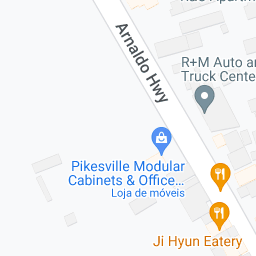 Arnaldo Hwy
R+M Auto an
Truck Center
Pikesville Modular
Cabinets & Office...
Loja de móveis
Ji Hyun Eatery